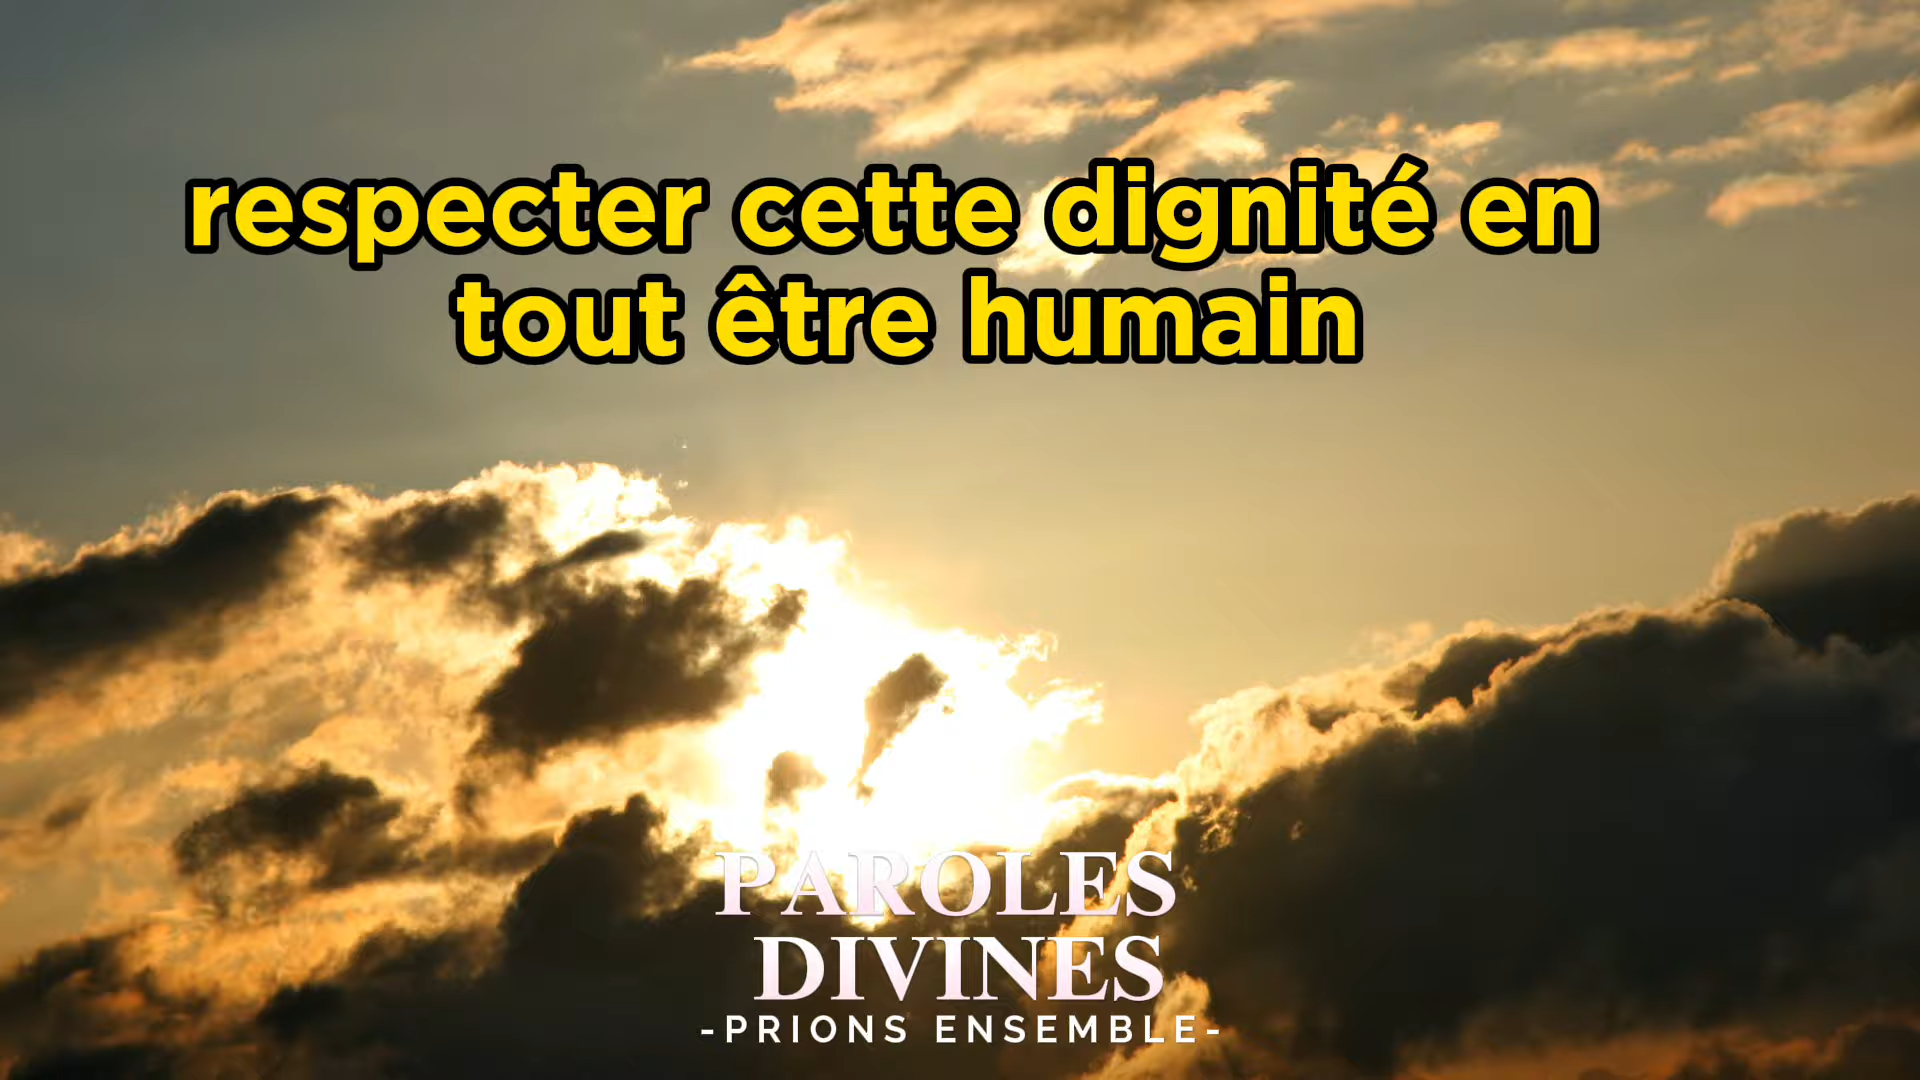 respecter cette dignité en
tout être humain
PAROLES
DIVINES
-PRIONS ENSEMBLE-